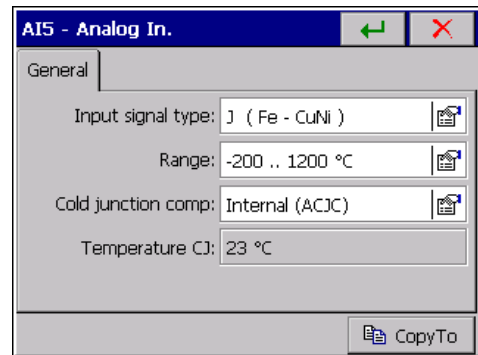 AI5 - Analog In.
General
Input signal type: J ( Fe - CuNi )
Range: -200 .. 1200 °C
Cold junction comp: Internal (ACJC)
Temperature CJ: 23 °C
CopyTo